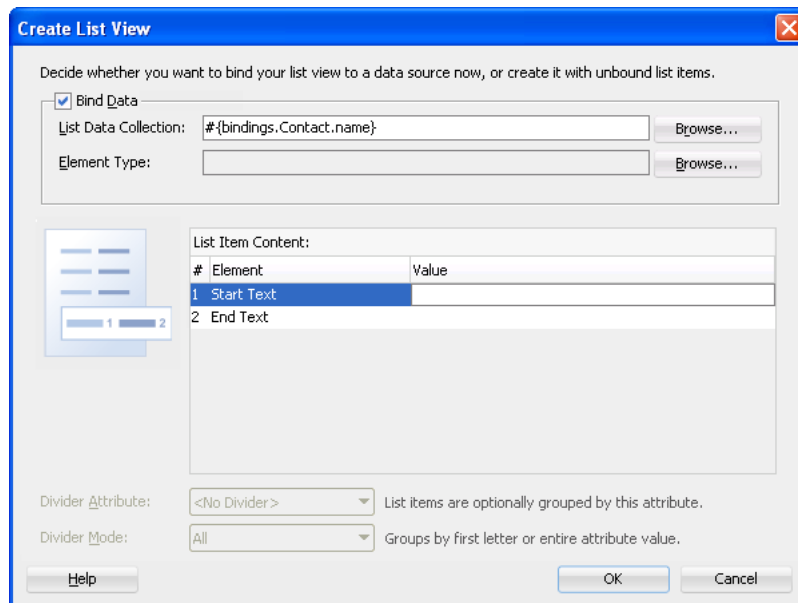 Create List View
Decide whether you want to bind your list view to a data source now, or create it with unbound list items.
Bind Data
List Data Collection: #{bindings.Contact.name} Browse...
Element Type: Browse...
List Item Content:
# Element Value
1 Start Text
2 End Text
1 2
Divider Attribute: <No Divider> List items are optionally grouped by this attribute.
Divider Mode: All Groups by first letter or entire attribute value.
Help OK Cancel